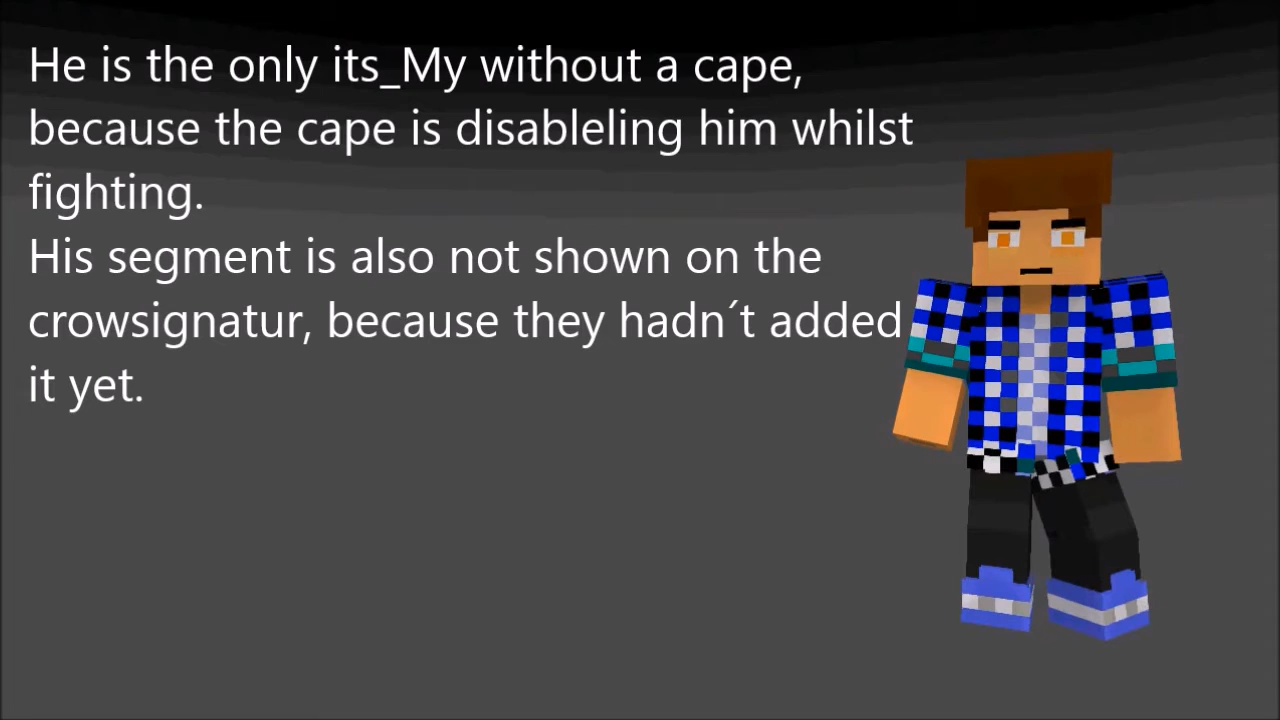 He is the only its_My without a cape,
because the cape is disableling him whilst
fighting.
His segment is also not shown on the
crowsignatur, because they hadn´t added
it yet.